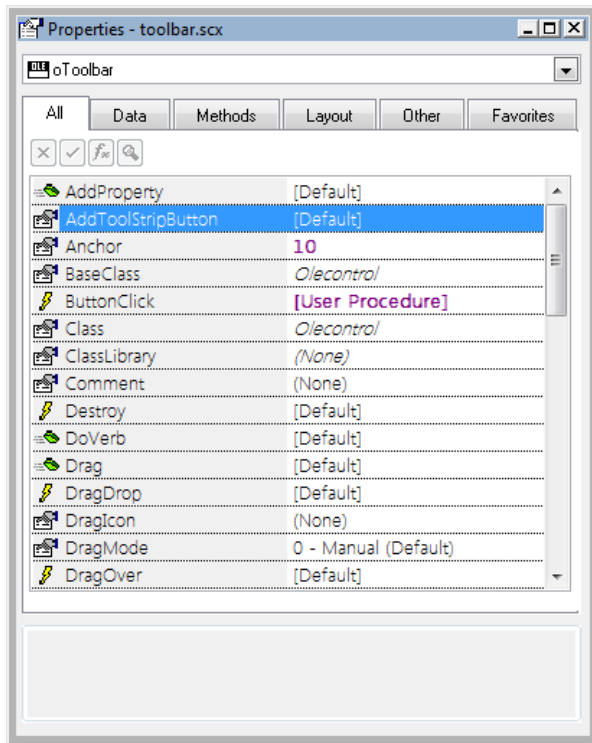 Properties - toolbar.scx
OLE oToolbar
All Data Methods Layout Other Favorites
fx
AddProperty [Default]
AddToolStripButton [Default]
Anchor 10
BaseClass Olecontrol
ButtonClick [User Procedure]
Class Olecontrol
ClassLibrary (None)
Comment (None)
Destroy [Default]
DoVerb [Default]
Drag [Default]
DragDrop [Default]
DragIcon (None)
DragMode 0 - Manual (Default)
DragOver [Default]